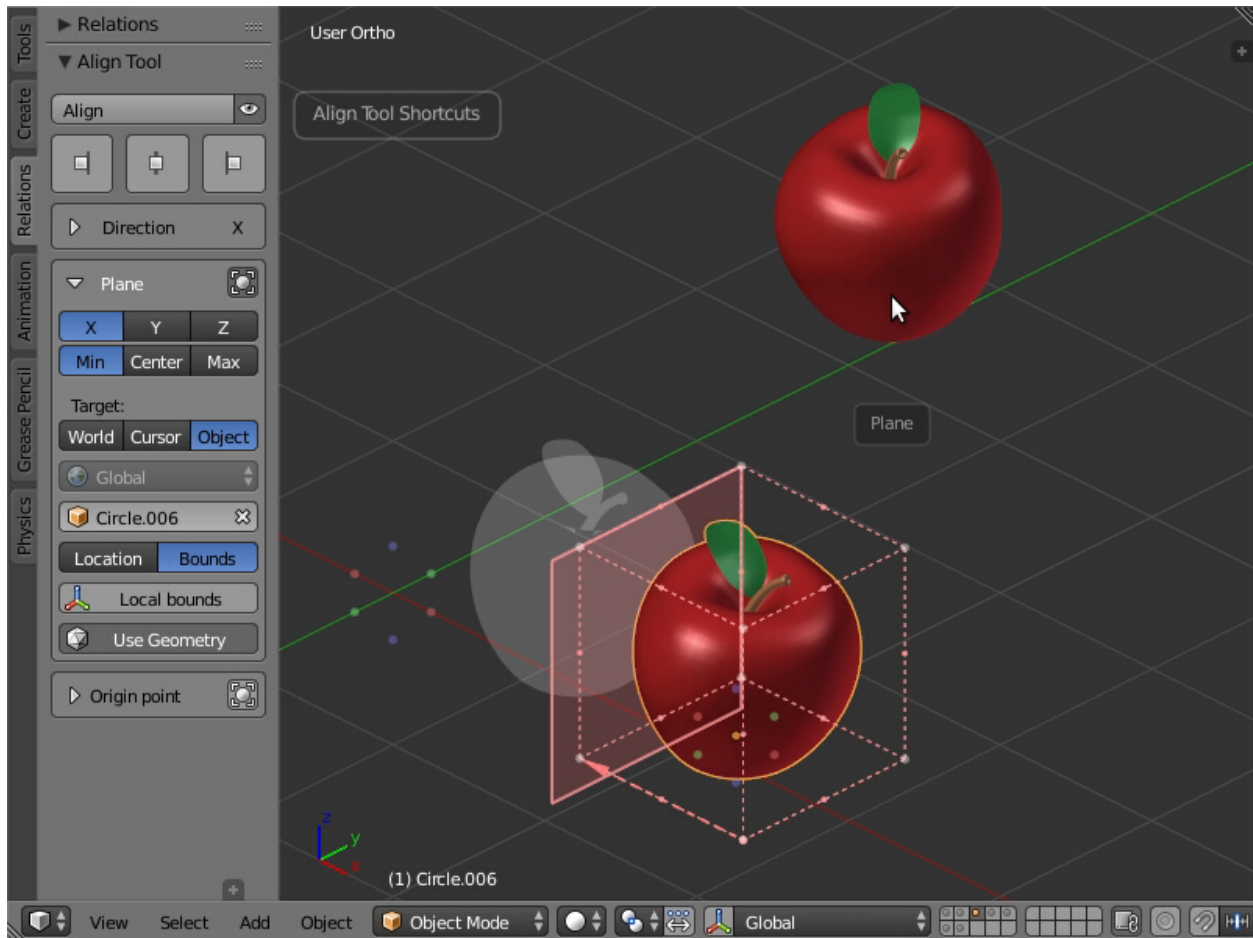 Tools
Create
Relations
Animation
Grease Pencil
Physics
Relations
Align Tool
Align
Direction X
Plane
X Y Z
Min Center Max
Target:
World Cursor Object
Global
Circle.006
Location Bounds
Local bounds
Use Geometry
Origin point
User Ortho
Align Tool Shortcuts
Plane
z
y
x
(1) Circle.006
View Select Add Object Object Mode Global